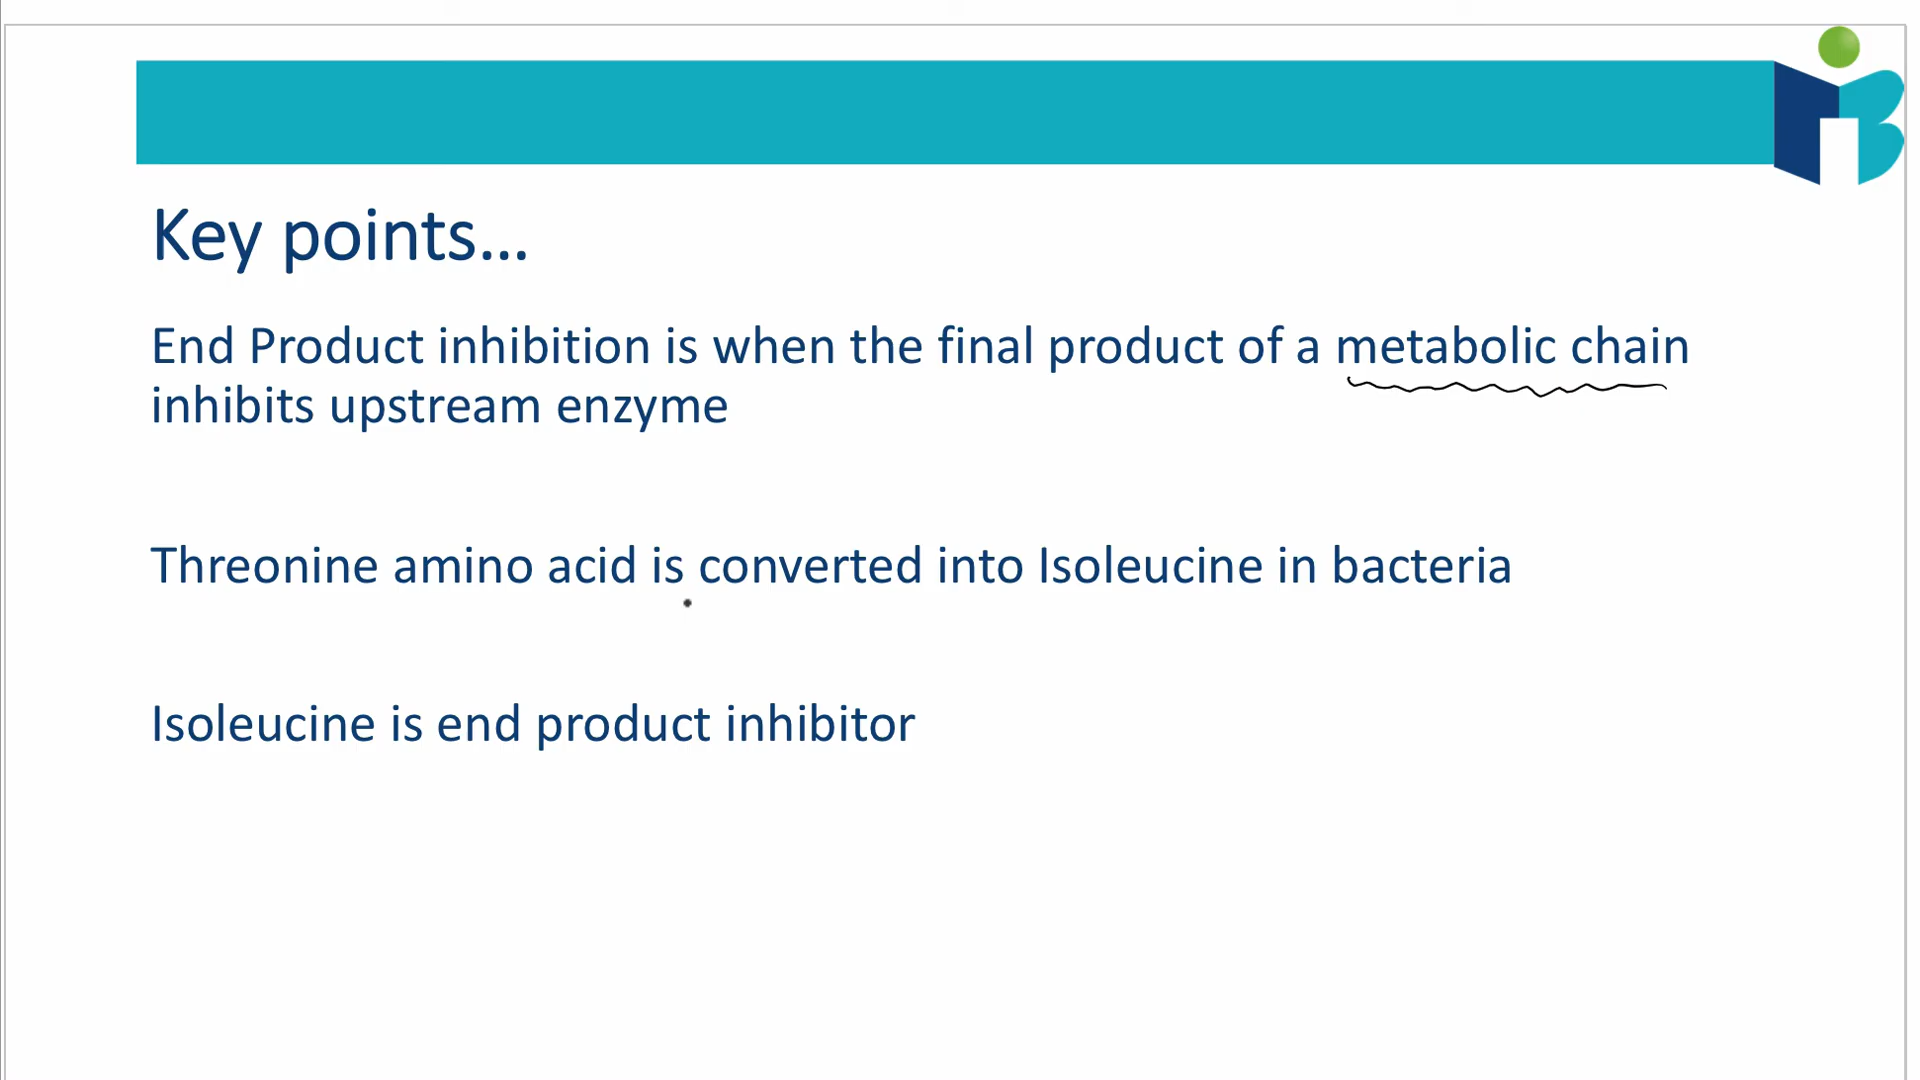 Key points...
End Product inhibition is when the final product of a metabolic chain
inhibits upstream enzyme
Threonine amino acid is converted into Isoleucine in bacteria
Isoleucine is end product inhibitor